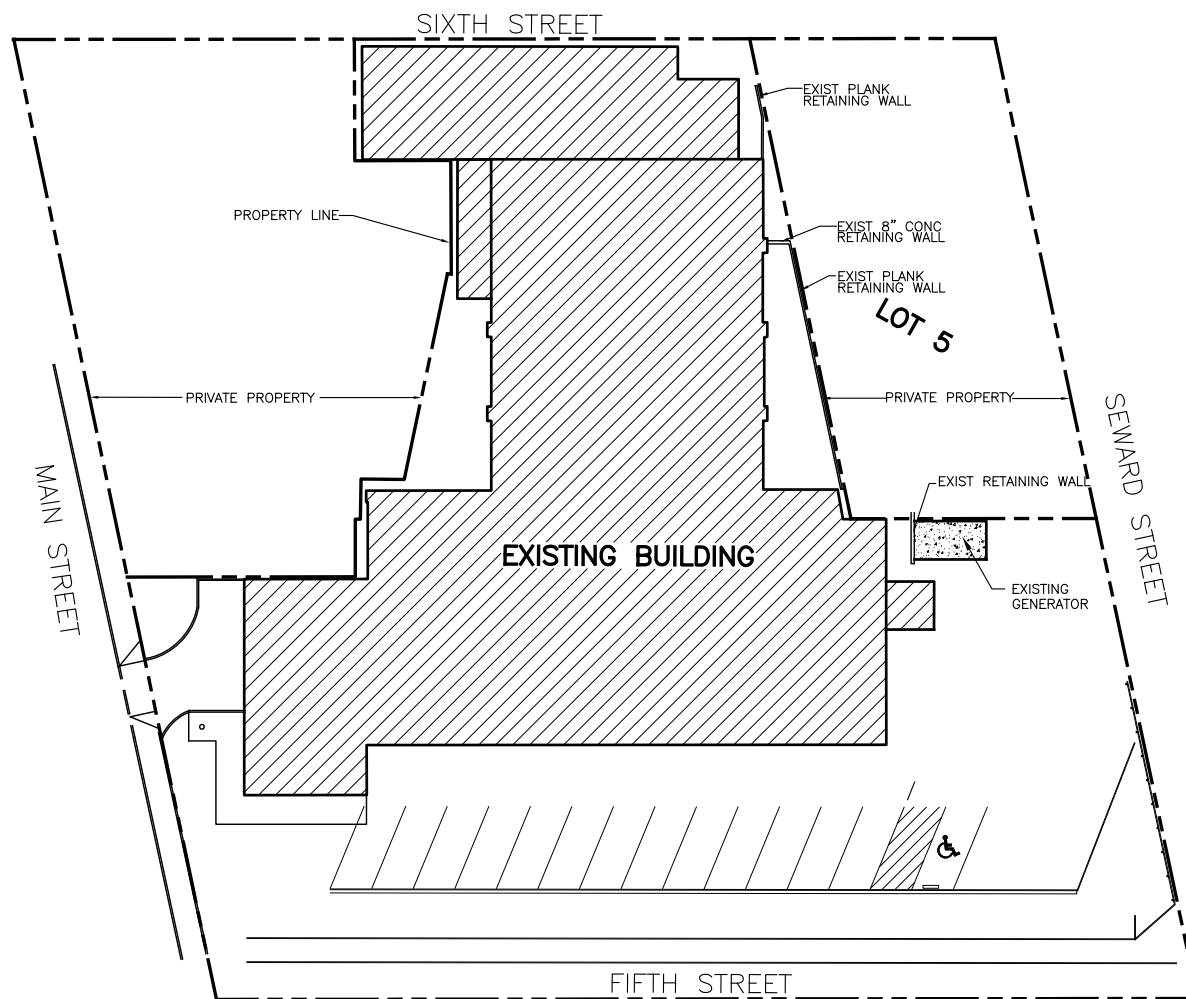 SIXTH STREET
EXIST PLANK
RETAINING WALL
PROPERTY LINE
EXIST 8" CONC
RETAINING WALL
EXIST PLANK
RETAINING WALL
LOT 5
PRIVATE PROPERTY
PRIVATE PROPERTY
SEWARD STREET
MAIN STREET
EXIST RETAINING WALL
EXISTING BUILDING
EXISTING
GENERATOR
FIFTH STREET